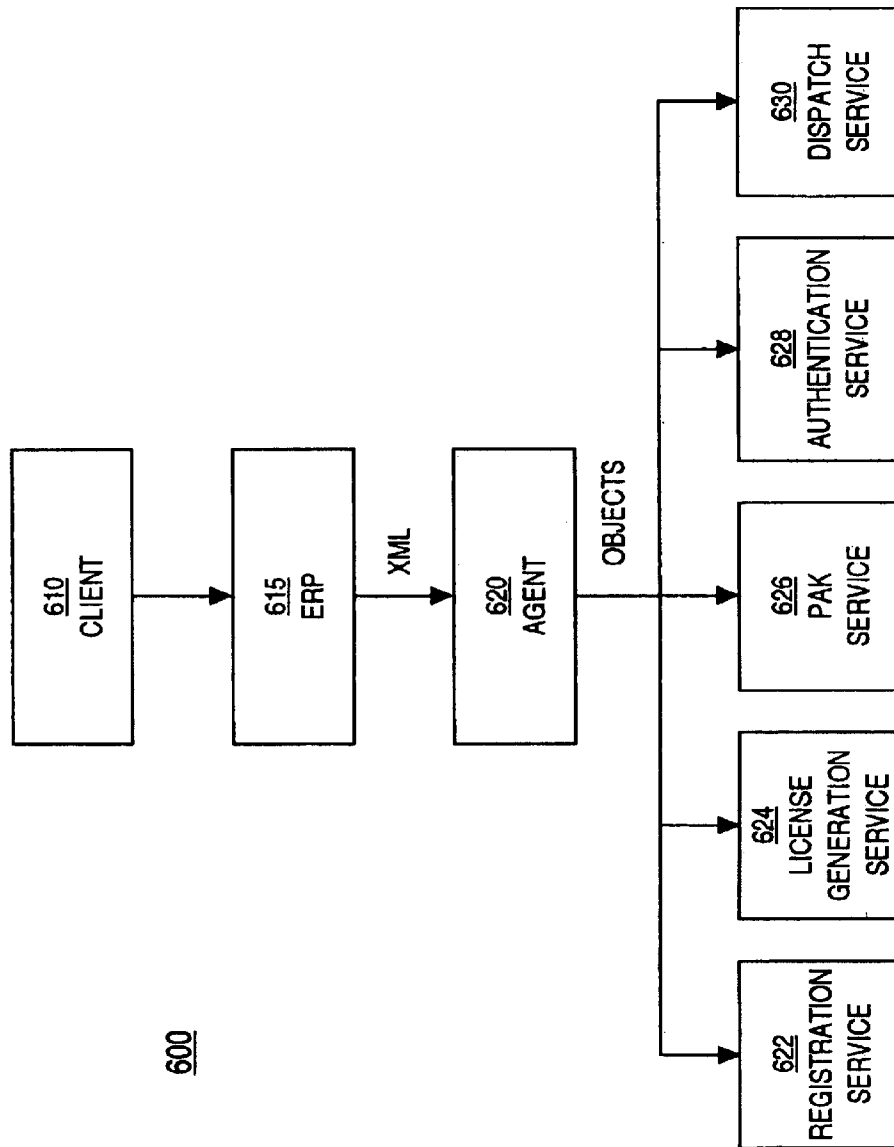 600
610
CLIENT
615
ERP
XML
620
AGENT
OBJECTS
622
REGISTRATION
SERVICE
624
LICENSE
GENERATION
SERVICE
626
PAK
SERVICE
628
AUTHENTICATION
SERVICE
630
DISPATCH
SERVICE